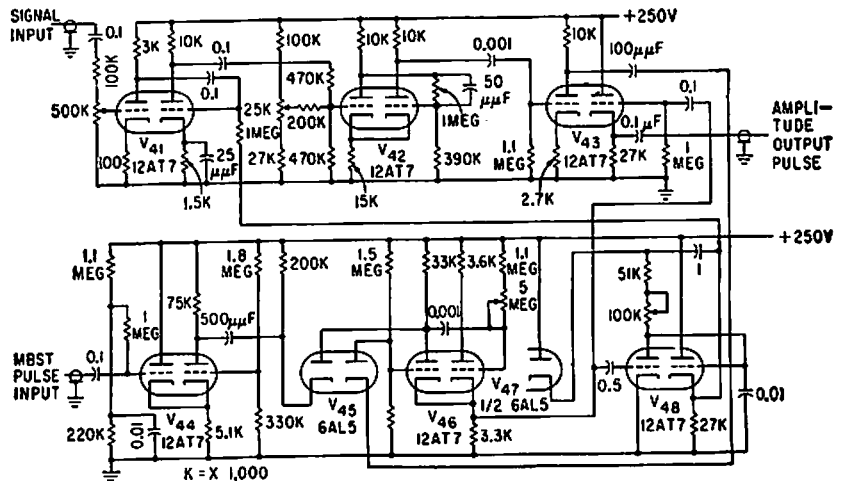 SIGNAL INPUT
0.1
3K
10K
0.1
0.1
100K
10K
10K
0.001
10K
+250V
100μμF
100K
470K
50 μμF
0.1
AMPLI-TUDE OUTPUT PULSE
500K
25K
200K
1MEG
0.1μF
1MEG
100
V41
12AT7
25 μμF
1.5K
27K
470K
V42
12AT7
15K
390K
1.1 MEG
V43
12AT7
2.7K
27K
1 MEG
+250V
1.1 MEG
1.8 MEG
200K
1.5 MEG
33K
3.6K
1.1 MEG
5 MEG
51K
1
75K
500μμF
0.001
100K
1 MEG
MBST PULSE INPUT
0.1
V44
12AT7
V45
6AL5
V46
12AT7
V47
1/2 6AL5
0.5
V48
12AT7
0.01
220K
0.01
5.1K
330K
3.3K
27K
K = X 1,000